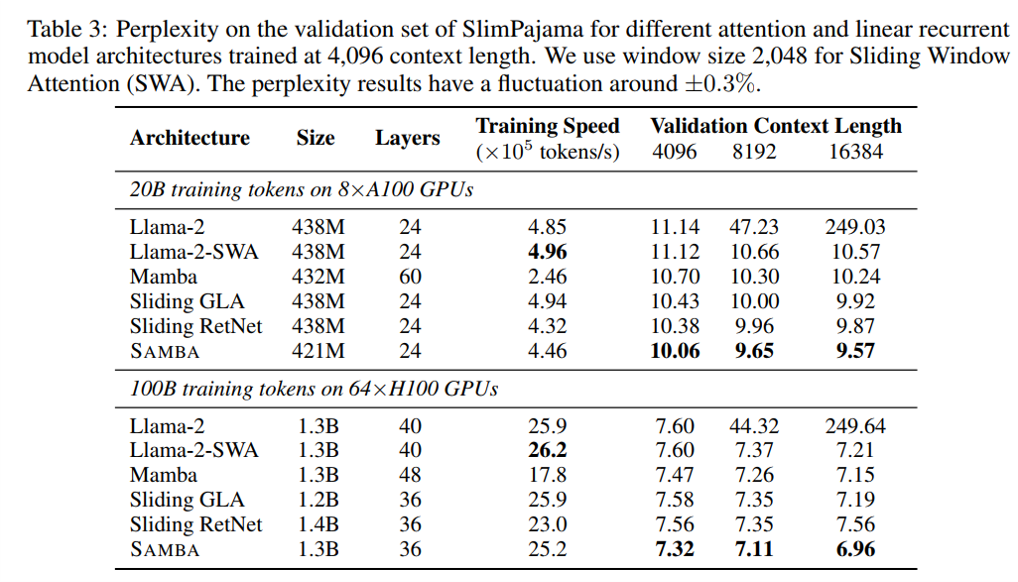 Table 3: Perplexity on the validation set of SlimPajama for different attention and linear recurrent
model architectures trained at 4,096 context length. We use window size 2,048 for Sliding Window
Attention (SWA). The perplexity results have a fluctuation around ±0.3%.
Architecture Size Layers Training Speed Validation Context Length
(×10⁵ tokens/s) 4096 8192 16384
20B training tokens on 8×A100 GPUs
Llama-2 438M 24 4.85 11.14 47.23 249.03
Llama-2-SWA 438M 24 4.96 11.12 10.66 10.57
Mamba 432M 60 2.46 10.70 10.30 10.24
Sliding GLA 438M 24 4.94 10.43 10.00 9.92
Sliding RetNet 438M 24 4.32 10.38 9.96 9.87
SAMBA 421M 24 4.46 10.06 9.65 9.57
100B training tokens on 64×H100 GPUs
Llama-2 1.3B 40 25.9 7.60 44.32 249.64
Llama-2-SWA 1.3B 40 26.2 7.60 7.37 7.21
Mamba 1.3B 48 17.8 7.47 7.26 7.15
Sliding GLA 1.2B 36 25.9 7.58 7.35 7.19
Sliding RetNet 1.4B 36 23.0 7.56 7.35 7.56
SAMBA 1.3B 36 25.2 7.32 7.11 6.96